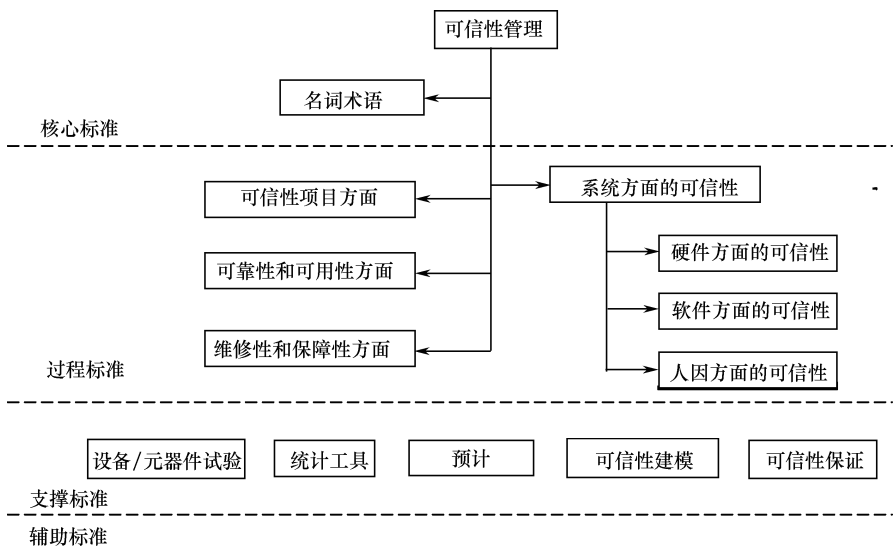 可信性管理
名词术语
核心标准
系统方面的可信性
可信性项目方面
硬件方面的可信性
可靠性和可用性方面
软件方面的可信性
维修性和保障性方面
人因方面的可信性
过程标准
设备/元器件试验
统计工具
预计
可信性建模
可信性保证
支撑标准
辅助标准